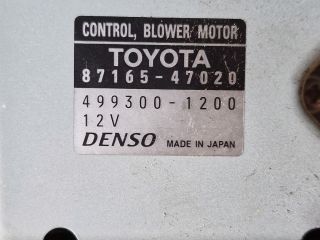 CONTROL, BLOWER MOTOR
TOYOTA
87165-47020
499300-1200
12V
DENSO MADE IN JAPAN